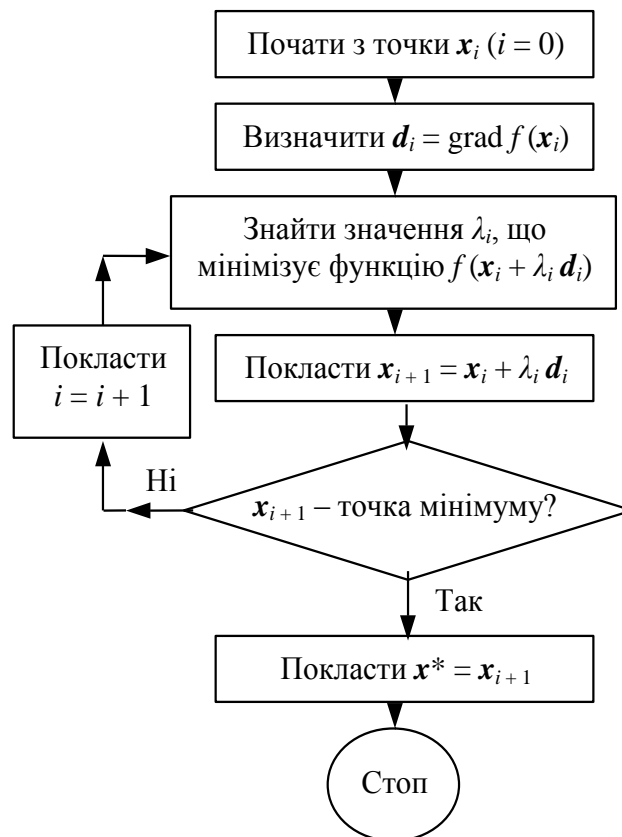 Почати з точки xᵢ (i = 0)
Визначити dᵢ = grad f (xᵢ)
Знайти значення λᵢ, що
мінімізує функцію f (xᵢ + λᵢ dᵢ)
Покласти
i = i + 1
Покласти xᵢ₊₁ = xᵢ + λᵢ dᵢ
Ні
xᵢ₊₁ – точка мінімуму?
Так
Покласти x* = xᵢ₊₁
Стоп